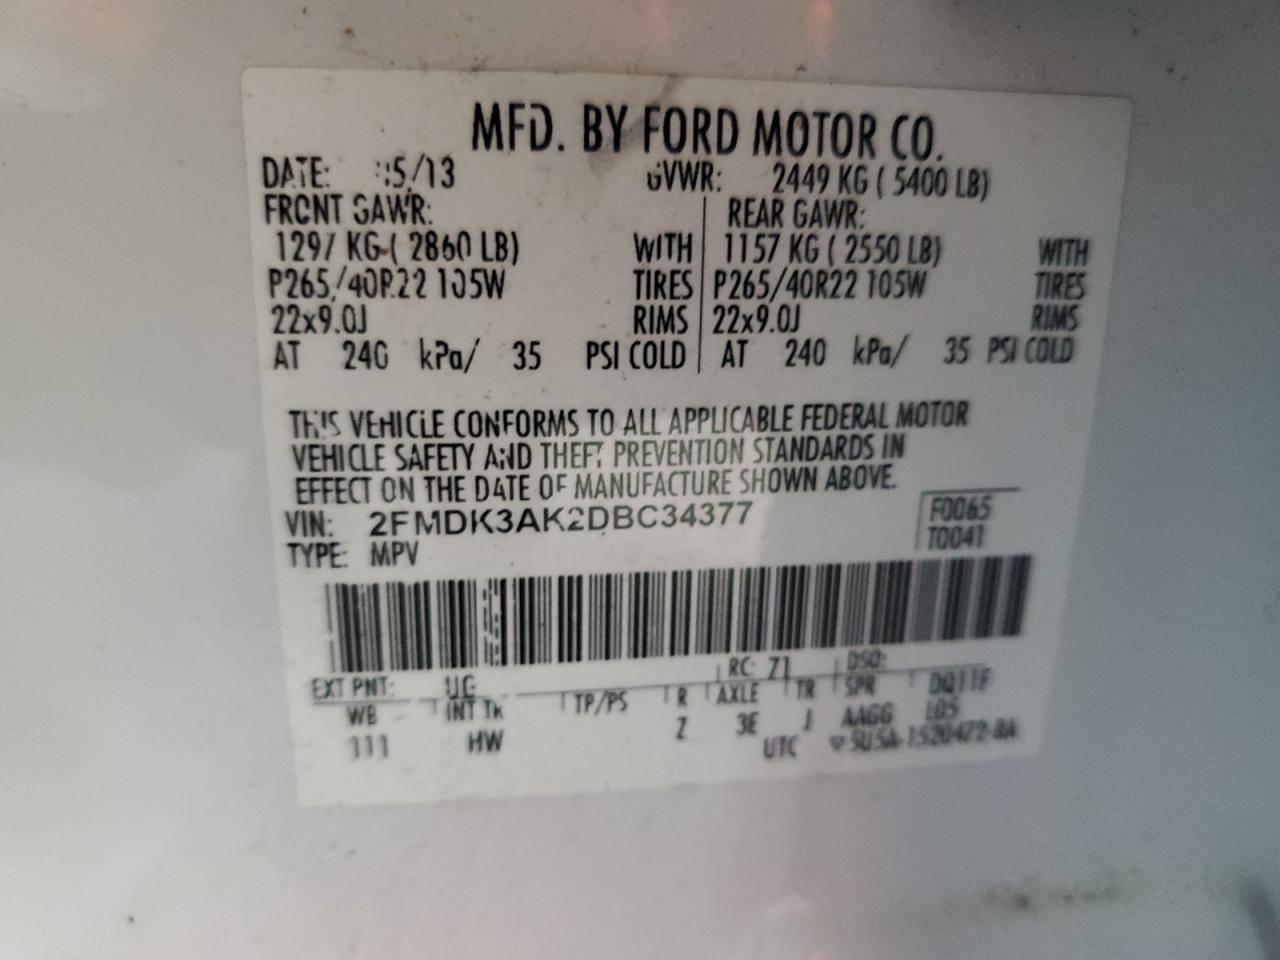 MFD. BY FORD MOTOR CO.
DATE: 05/13 GVWR: 2449 KG ( 5400 LB)
FRONT GAWR: REAR GAWR:
1297 KG ( 2860 LB) WITH 1157 KG ( 2550 LB) WITH
P265/40R22 105W TIRES P265/40R22 105W TIRES
22x9.0J RIMS 22x9.0J RIMS
AT 240 kPa/ 35 PSI COLD AT 240 kPa/ 35 PSI COLD
THIS VEHICLE CONFORMS TO ALL APPLICABLE FEDERAL MOTOR
VEHICLE SAFETY AND THEFT PREVENTION STANDARDS IN
EFFECT ON THE DATE OF MANUFACTURE SHOWN ABOVE.
VIN: 2FMDK3AK2DBC34377 F0065
TYPE: MPV T0041
RC: 71 DSO:
EXT PNT: UG DQ11F
WB INT TR TP/PS R AXLE TR SPR L05
111 HW Z 3E J AAGG
UTC ▽5U5A-1520472-BA